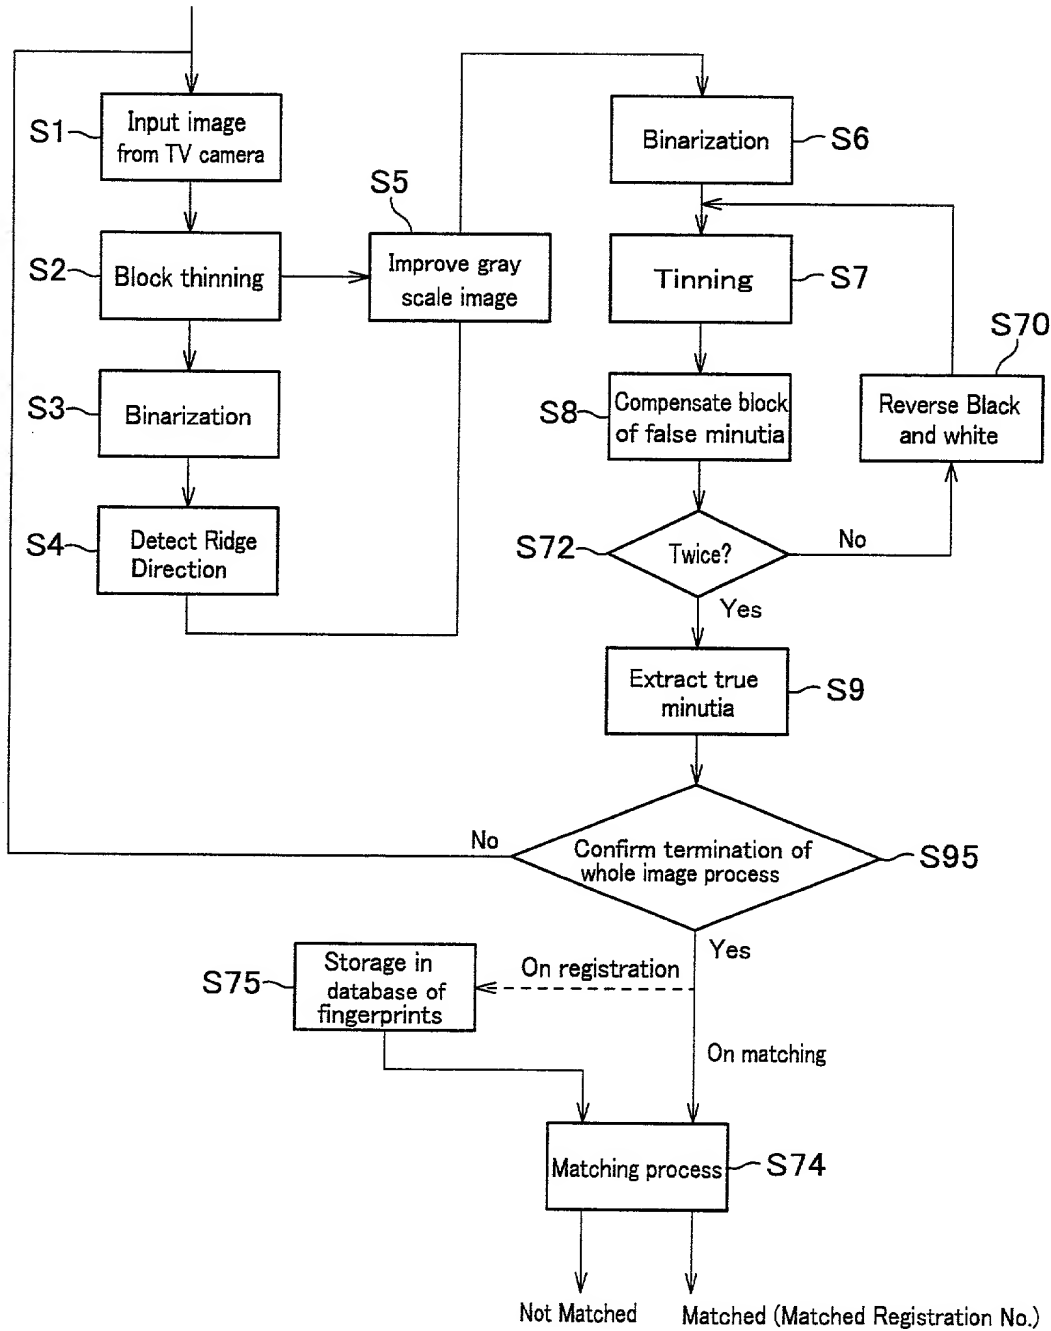 S1
Input image
from TV camera
S2
Block thinning
S3
Binarization
S4
Detect Ridge
Direction
S5
Improve gray
scale image
S6
Binarization
S7
Tinning
S8
Compensate block
of false minutia
S70
Reverse Black
and white
S72
Twice?
No
Yes
S9
Extract true
minutia
No
Confirm termination of
whole image process
S95
Yes
S75
Storage in
database of
fingerprints
On registration
On matching
Matching process
S74
Not Matched
Matched (Matched Registration No.)